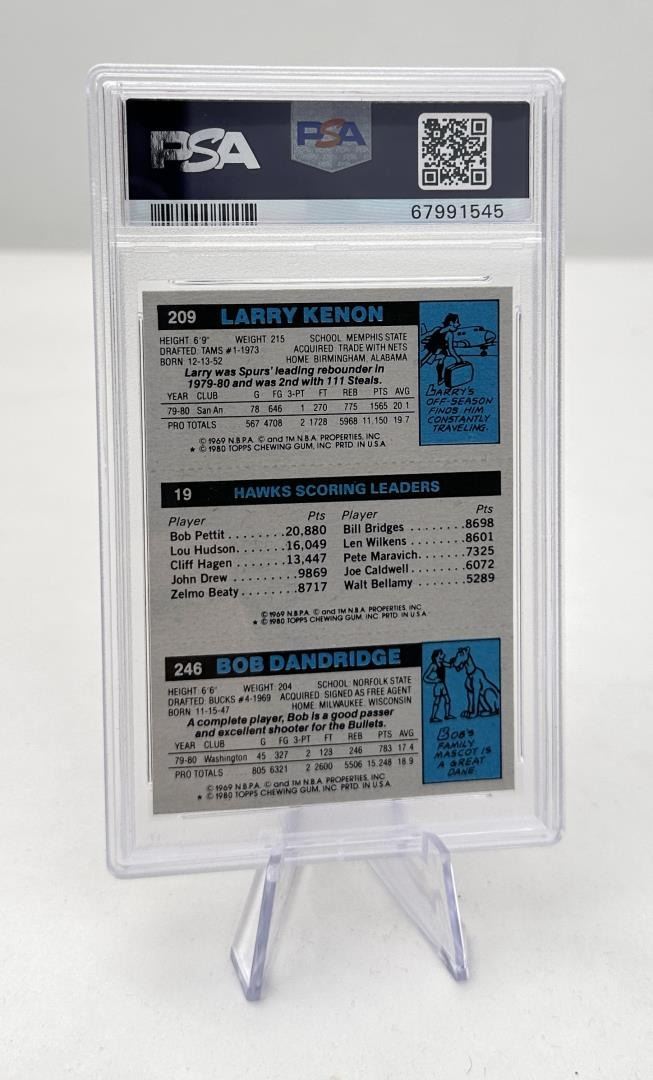 PSA
PSA
67991545
209 LARRY KENON
HEIGHT 6'9" WEIGHT 215 SCHOOL: MEMPHIS STATE
DRAFTED: TAMS #1-1973 ACQUIRED: TRADE WITH NETS
BORN 12-13-52 HOME: BIRMINGHAM, ALABAMA
Larry was Spurs' leading rebounder in
1979-80 and was 2nd with 111 Steals.
YEAR CLUB G FG 3-PT FT REB PTS AVG
79-80 San An 78 646 1 270 775 1565 20.1
PRO TOTALS 567 4708 2 1728 5968 11,150 19.7
© 1969 N.B.P.A. © and TM N.B.A. PROPERTIES, INC.
★ © 1980 TOPPS CHEWING GUM, INC. PRTD. IN U.S.A.
LARRY'S
OFF-SEASON
FINDS HIM
CONSTANTLY
TRAVELING.
19 HAWKS SCORING LEADERS
Player Pts Player Pts
Bob Pettit ........20,880 Bill Bridges ........8698
Lou Hudson.......16,049 Len Wilkens ........8601
Cliff Hagen ........13,447 Pete Maravich......7325
John Drew ........9869 Joe Caldwell........6072
Zelmo Beaty........8717 Walt Bellamy ......5289
© 1969 N.B.P.A. © and TM N.B.A. PROPERTIES, INC.
★ © 1980 TOPPS CHEWING GUM, INC. PRTD. IN U.S.A.
246 BOB DANDRIDGE
HEIGHT 6'6" WEIGHT 204 SCHOOL: NORFOLK STATE
DRAFTED: BUCKS #4-1969 ACQUIRED: SIGNED AS FREE AGENT
BORN 11-15-47 HOME: MILWAUKEE, WISCONSIN
A complete player, Bob is a good passer
and excellent shooter for the Bullets.
YEAR CLUB G FG 3-PT FT REB PTS AVG
79-80 Washington 45 327 2 123 246 783 17.4
PRO TOTALS 805 6321 2 2600 5506 15,248 18.9
© 1969 N.B.P.A. © and TM N.B.A. PROPERTIES, INC.
★ © 1980 TOPPS CHEWING GUM, INC. PRTD. IN U.S.A.
BOB'S
FAMILY
MASCOT IS
A GREAT
DANE.